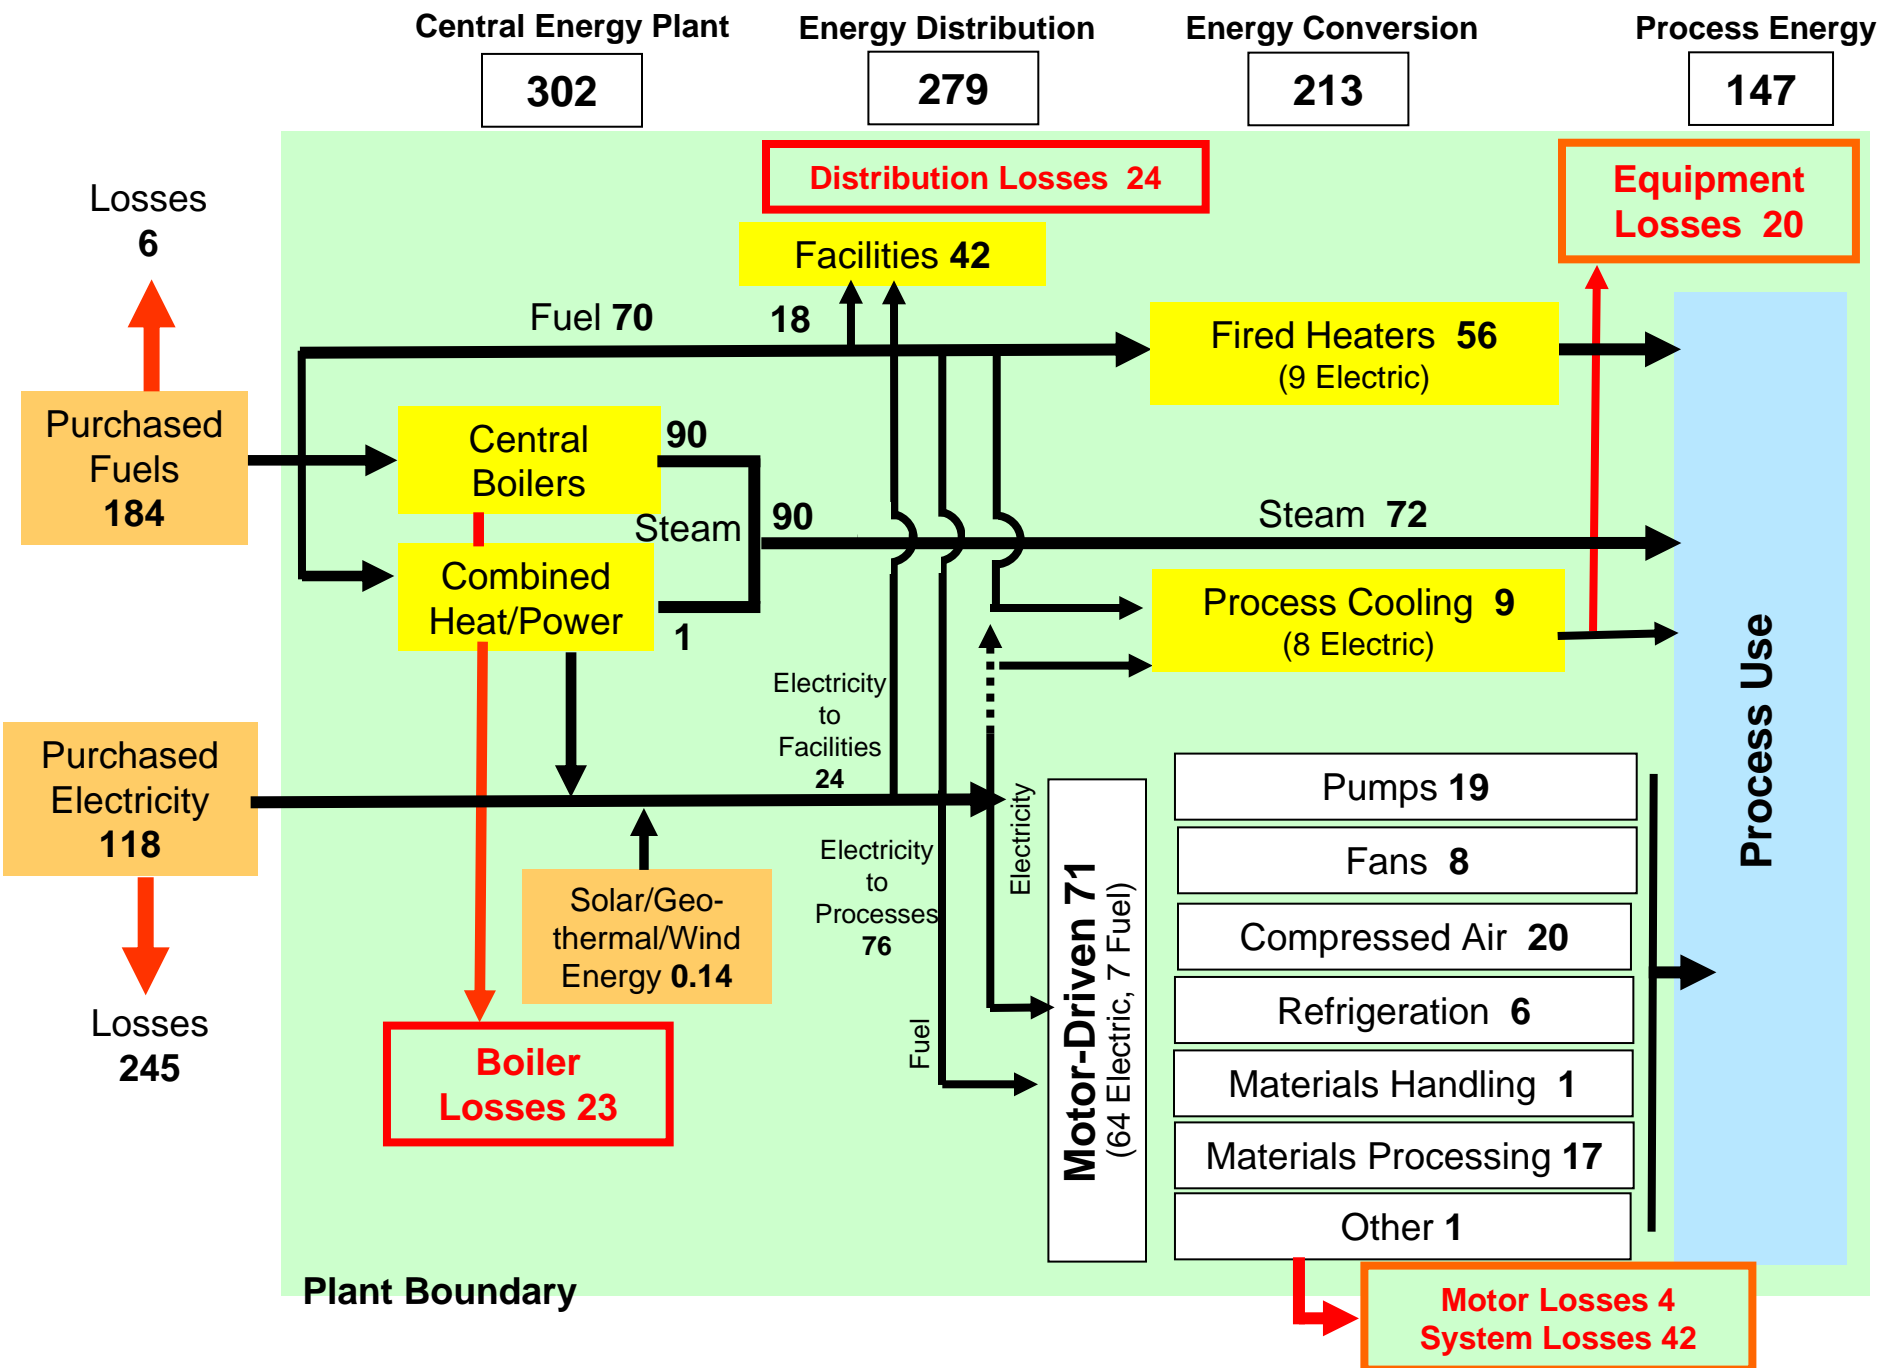 Central Energy Plant
302
Energy Distribution
279
Energy Conversion
213
Process Energy
147
Distribution Losses 24
Equipment
Losses 20
Losses
6
Facilities 42
Fuel 70
18
Fired Heaters 56
(9 Electric)
Purchased
Fuels
184
Central
Boilers
90
Steam
90
Steam 72
Combined
Heat/Power
1
Process Cooling 9
(8 Electric)
Process Use
Electricity
to
Facilities
24
Purchased
Electricity
118
Electricity
to
Processes
76
Electricity
Fuel
Solar/Geo-
thermal/Wind
Energy 0.14
Losses
245
Boiler
Losses 23
Motor-Driven 71
(64 Electric, 7 Fuel)
Pumps 19
Fans 8
Compressed Air 20
Refrigeration 6
Materials Handling 1
Materials Processing 17
Other 1
Plant Boundary
Motor Losses 4
System Losses 42